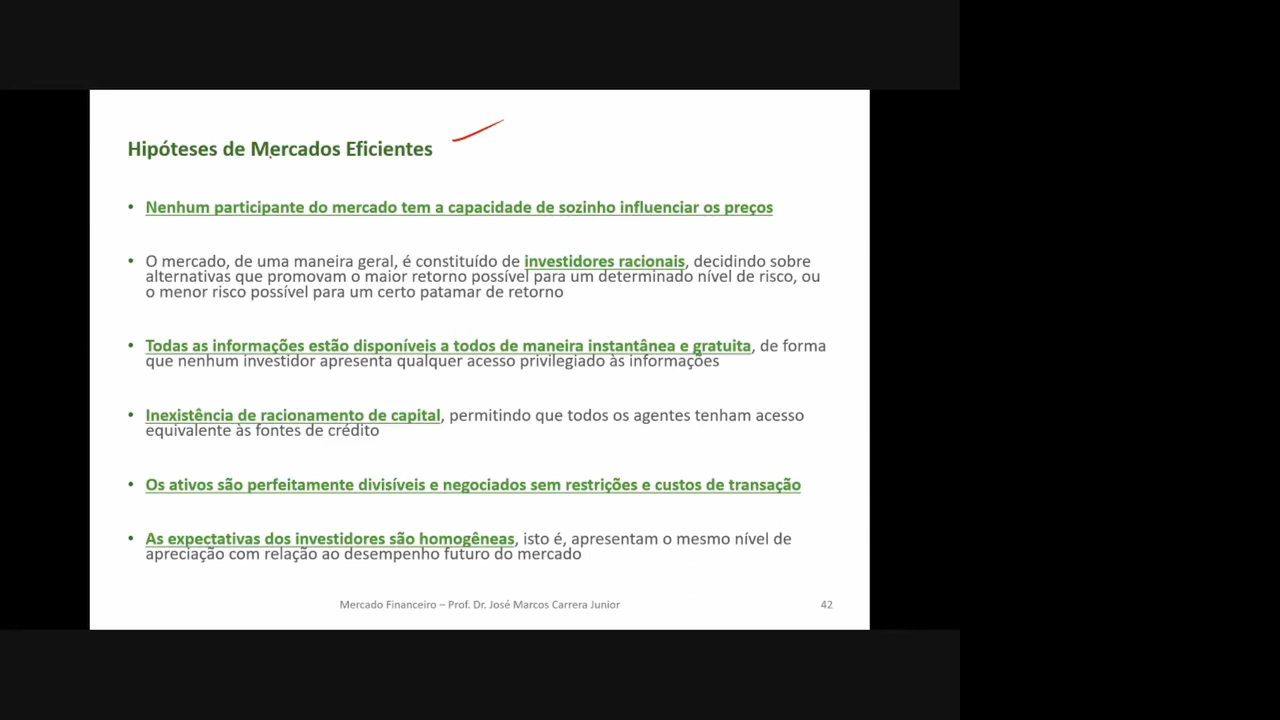 Hipóteses de Mercados Eficientes
• Nenhum participante do mercado tem a capacidade de sozinho influenciar os preços
• O mercado, de uma maneira geral, é constituído de investidores racionais, decidindo sobre
alternativas que promovam o maior retorno possível para um determinado nível de risco, ou
o menor risco possível para um certo patamar de retorno
• Todas as informações estão disponíveis a todos de maneira instantânea e gratuita, de forma
que nenhum investidor apresenta qualquer acesso privilegiado às informações
• Inexistência de racionamento de capital, permitindo que todos os agentes tenham acesso
equivalente às fontes de crédito
• Os ativos são perfeitamente divisíveis e negociados sem restrições e custos de transação
• As expectativas dos investidores são homogêneas, isto é, apresentam o mesmo nível de
apreciação com relação ao desempenho futuro do mercado
Mercado Financeiro – Prof. Dr. José Marcos Carrera Junior 42